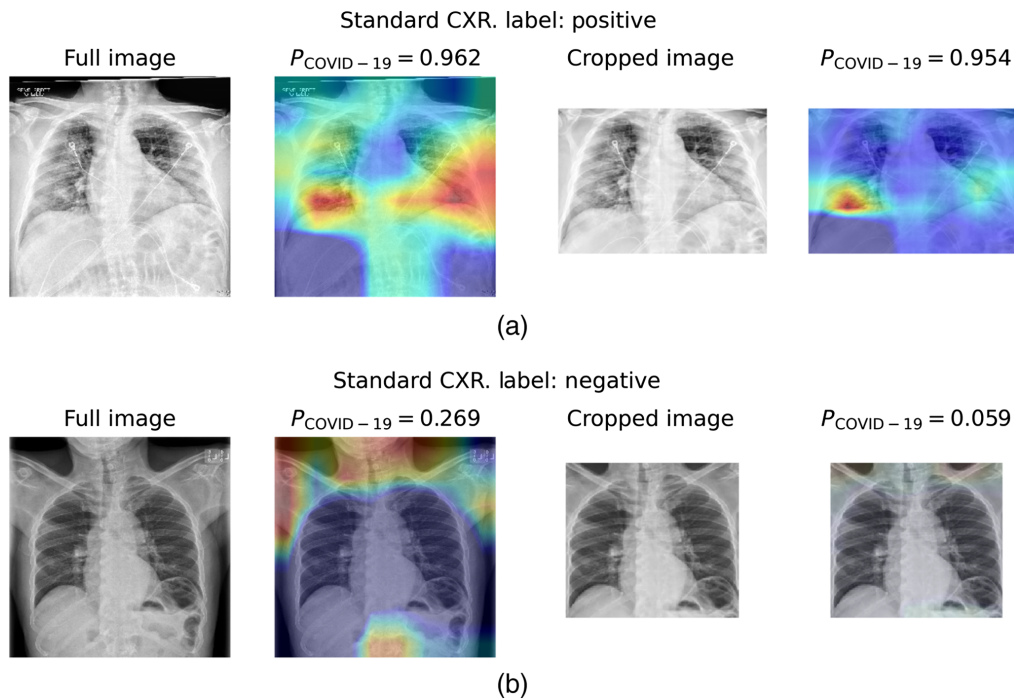 Standard CXR. label: positive
Full image
P_COVID−19 = 0.962
Cropped image
P_COVID−19 = 0.954
(a)
Standard CXR. label: negative
Full image
P_COVID−19 = 0.269
Cropped image
P_COVID−19 = 0.059
(b)